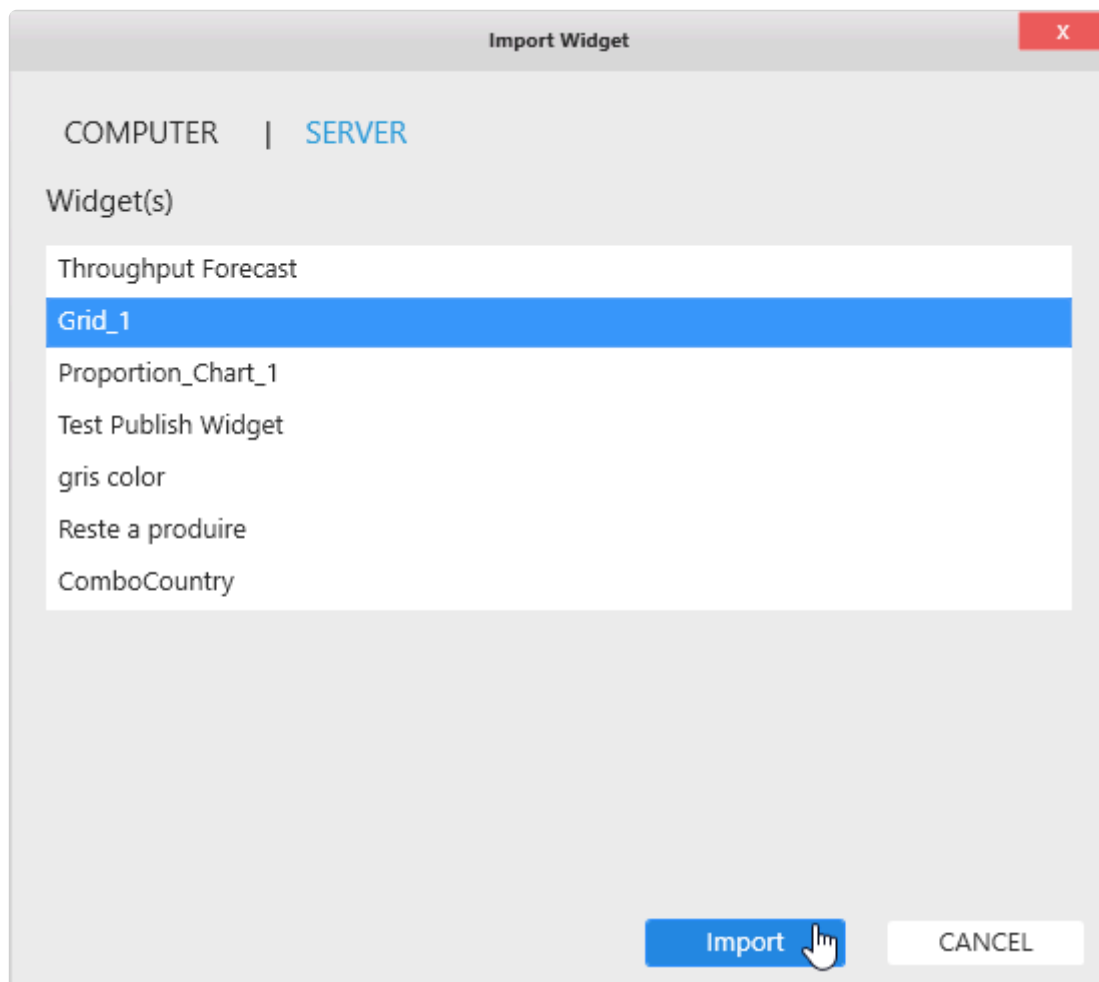 Import Widget X
COMPUTER | SERVER
Widget(s)
Throughput Forecast
Grid_1
Proportion_Chart_1
Test Publish Widget
gris color
Reste a produire
ComboCountry
Import CANCEL